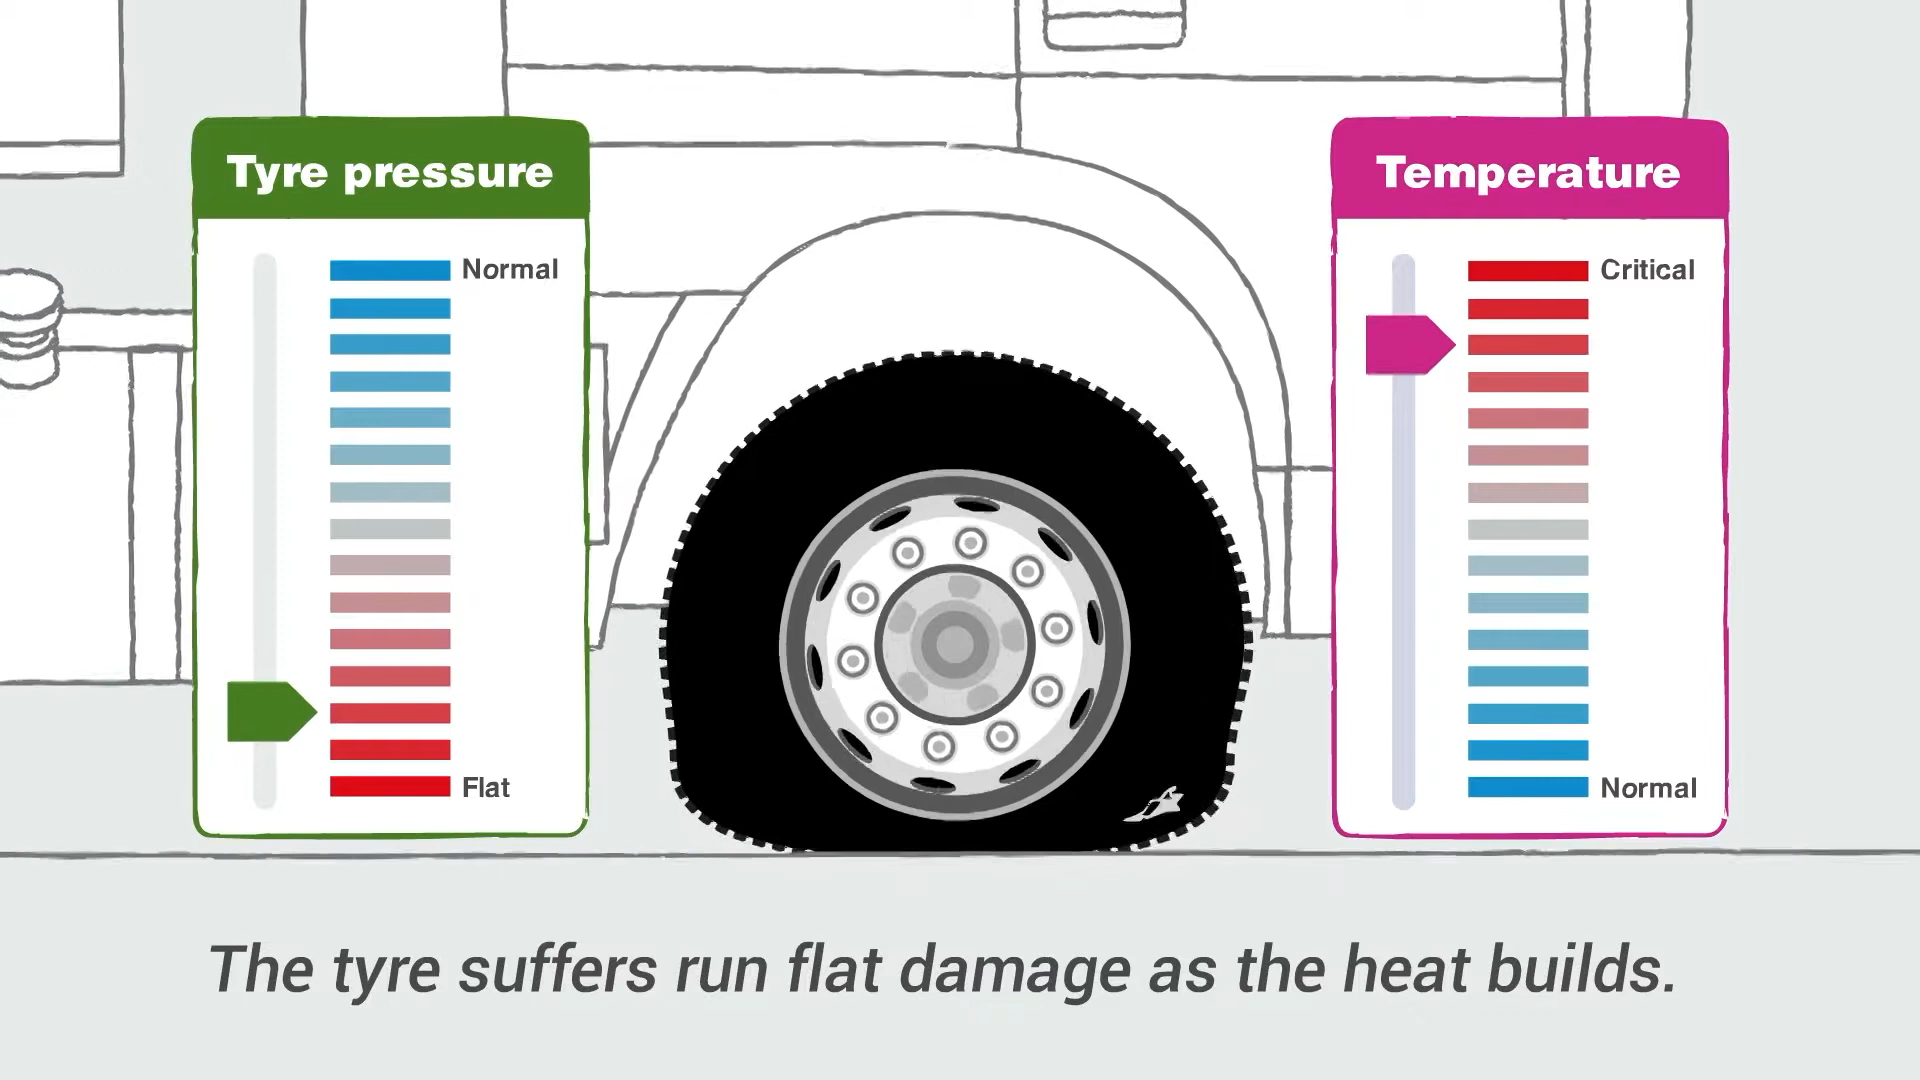 Tyre pressure
Normal
Flat
Temperature
Critical
Normal
The tyre suffers run flat damage as the heat builds.